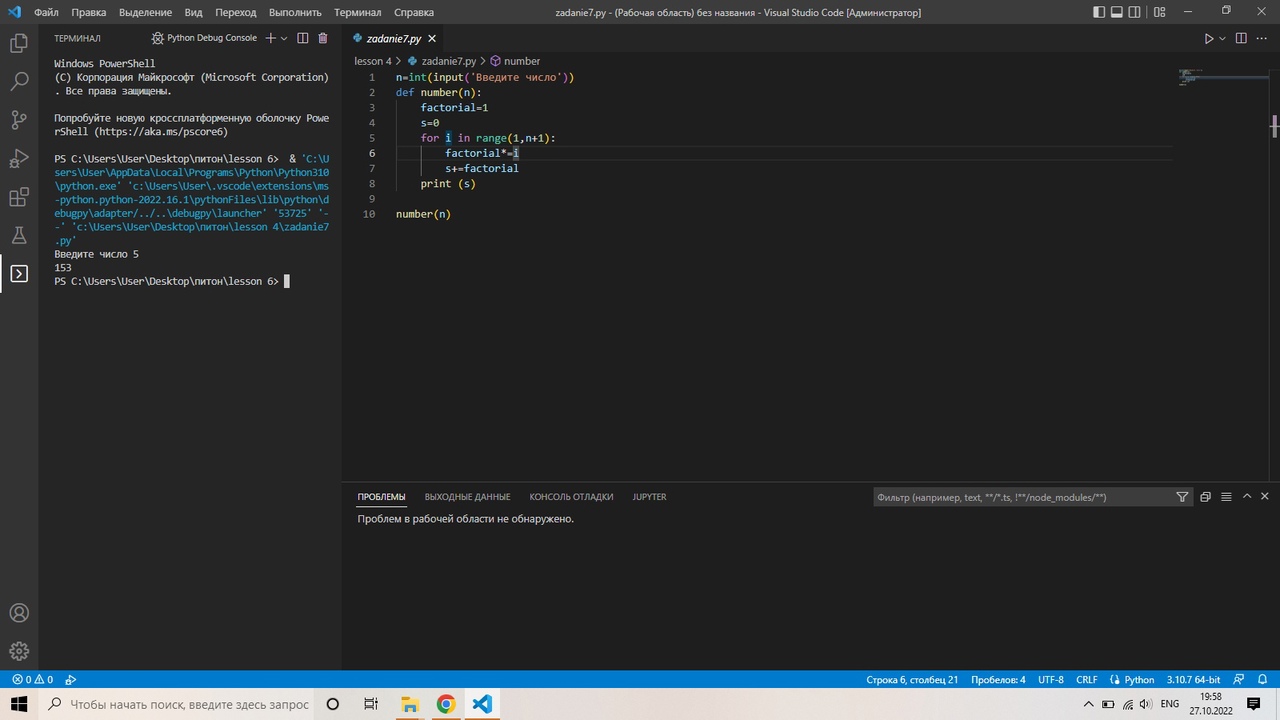 Файл Правка Выделение Вид Переход Выполнить Терминал Справка
zadanie7.py - (Рабочая область) без названия - Visual Studio Code [Администратор]
ТЕРМИНАЛ
Python Debug Console
Windows PowerShell
(C) Корпорация Майкрософт (Microsoft Corporation)
. Все права защищены.
Попробуйте новую кроссплатформенную оболочку Powe
rShell (https://aka.ms/pscore6)
PS C:\Users\User\Desktop\питон\lesson 6> & 'C:\U
sers\User\AppData\Local\Programs\Python\Python310
\python.exe' 'c:\Users\User\.vscode\extensions\ms
-python.python-2022.16.1\pythonFiles\lib\python\d
ebugpy\adapter/../..\debugpy\launcher' '53725' '-
-' 'c:\Users\User\Desktop\питон\lesson 4\zadanie7
.py'
Введите число 5
153
PS C:\Users\User\Desktop\питон\lesson 6>
zadanie7.py
lesson 4 > zadanie7.py > number
1 n=int(input('Введите число'))
2 def number(n):
3 factorial=1
4 s=0
5 for i in range(1,n+1):
6 factorial*=i
7 s+=factorial
8 print (s)
9
10 number(n)
ПРОБЛЕМЫ ВЫХОДНЫЕ ДАННЫЕ КОНСОЛЬ ОТЛАДКИ JUPYTER
Фильтр (например, text, **/*.ts, !**/node_modules/**)
Проблем в рабочей области не обнаружено.
0 0
Строка 6, столбец 21 Пробелов: 4 UTF-8 CRLF Python 3.10.7 64-bit
Чтобы начать поиск, введите здесь запрос
ENG
19:58
27.10.2022